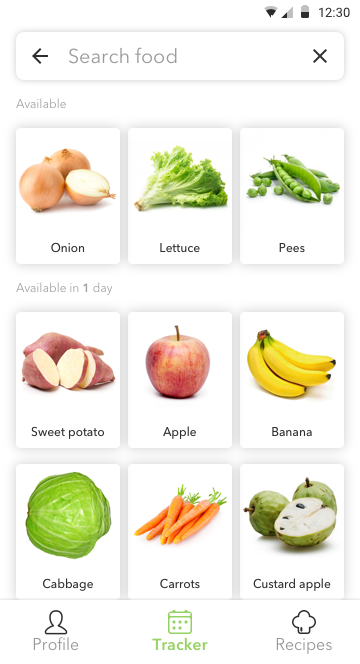 12:30
Search food
Available
Onion
Lettuce
Pees
Available in 1 day
Sweet potato
Apple
Banana
Cabbage
Carrots
Custard apple
Profile
Tracker
Recipes